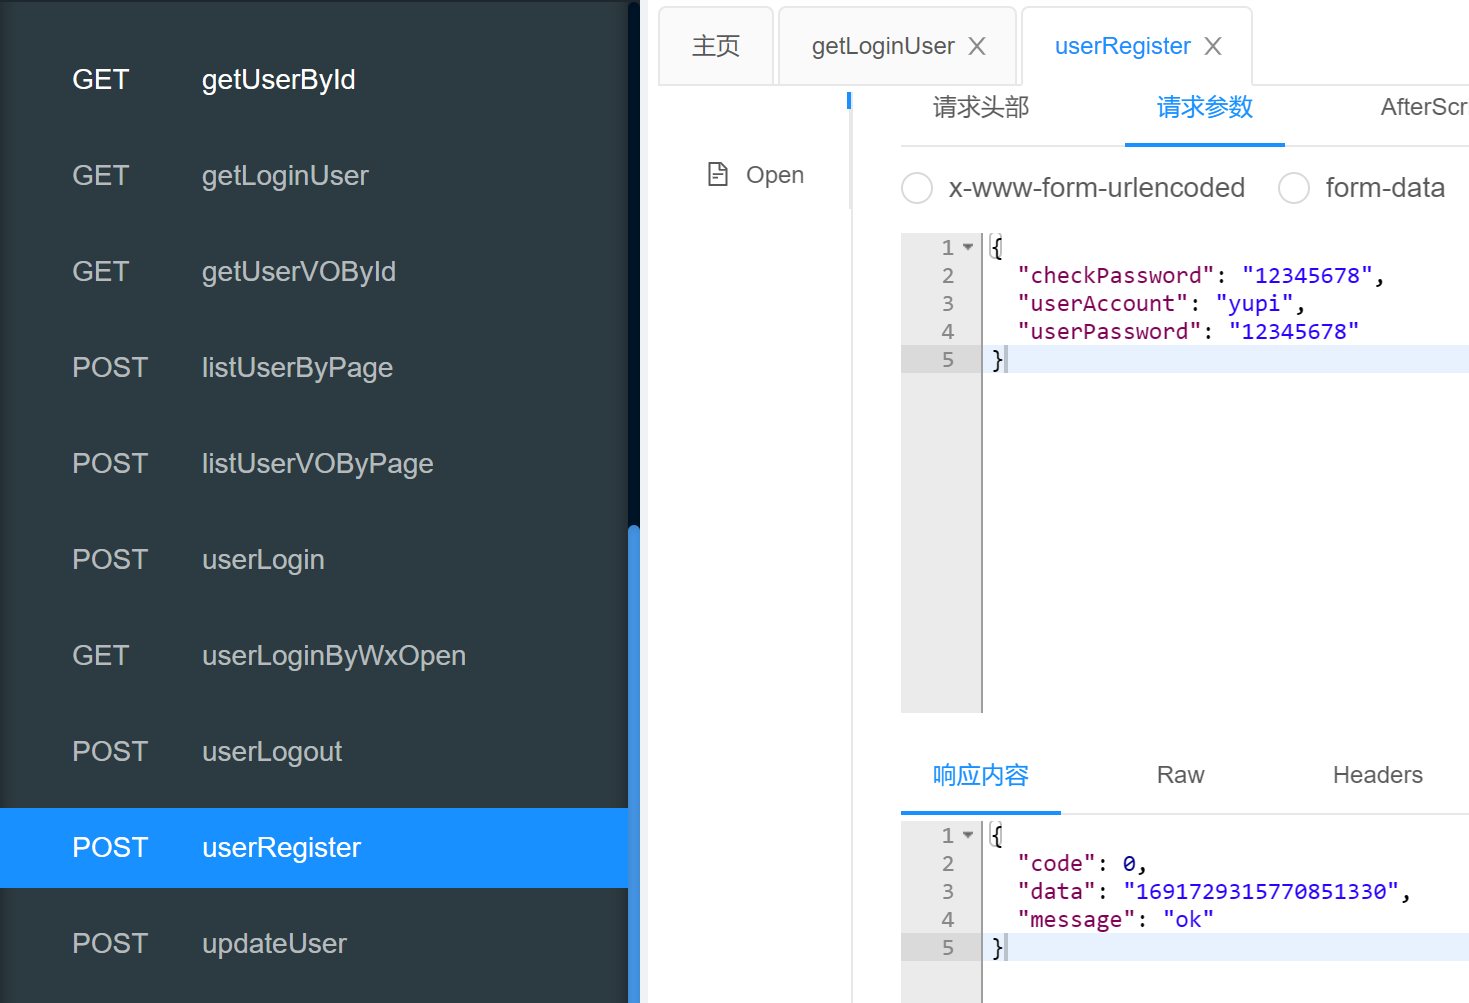 GET getUserById
GET getLoginUser
GET getUserVOById
POST listUserByPage
POST listUserVOByPage
POST userLogin
GET userLoginByWxOpen
POST userLogout
POST userRegister
POST updateUser
主页 getLoginUser X userRegister X
Open
请求头部 请求参数 AfterScr
x-www-form-urlencoded form-data
1 {
2 "checkPassword": "12345678",
3 "userAccount": "yupi",
4 "userPassword": "12345678"
5 }
响应内容 Raw Headers
1 {
2 "code": 0,
3 "data": "1691729315770851330",
4 "message": "ok"
5 }